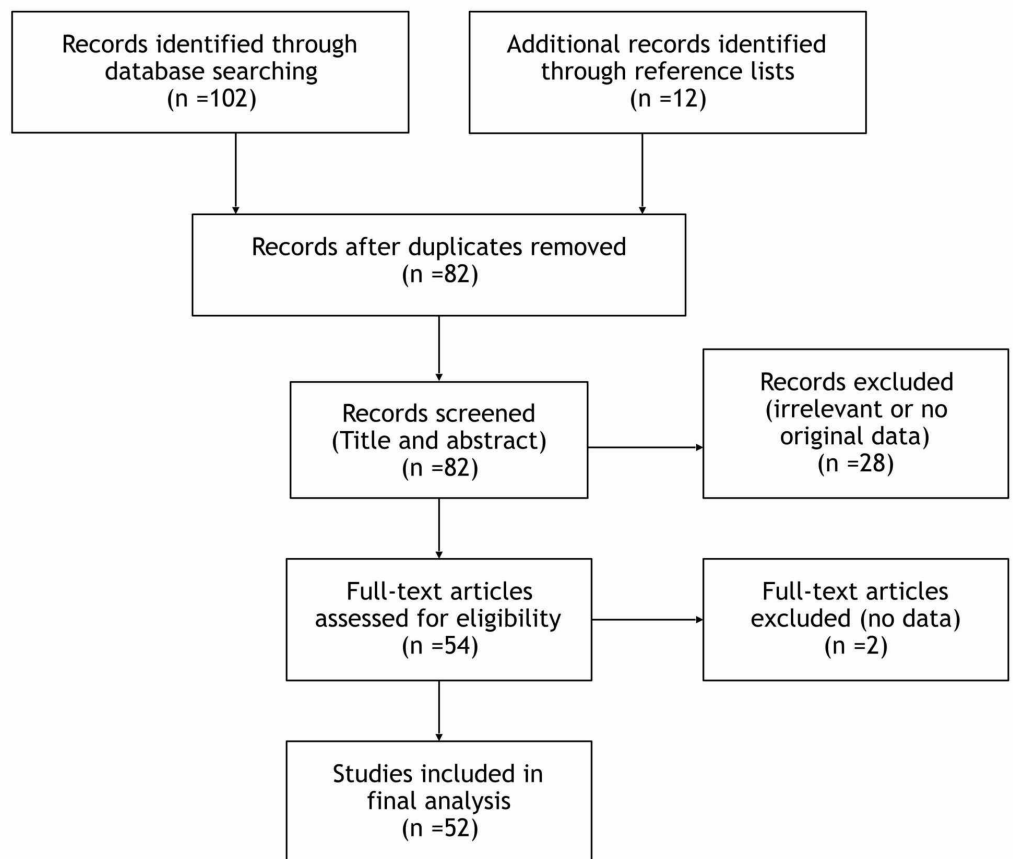 Records identified through
database searching
(n =102)
Additional records identified
through reference lists
(n =12)
Records after duplicates removed
(n =82)
Records screened
(Title and abstract)
(n =82)
Records excluded
(irrelevant or no
original data)
(n =28)
Full-text articles
assessed for eligibility
(n =54)
Full-text articles
excluded (no data)
(n =2)
Studies included in
final analysis
(n =52)